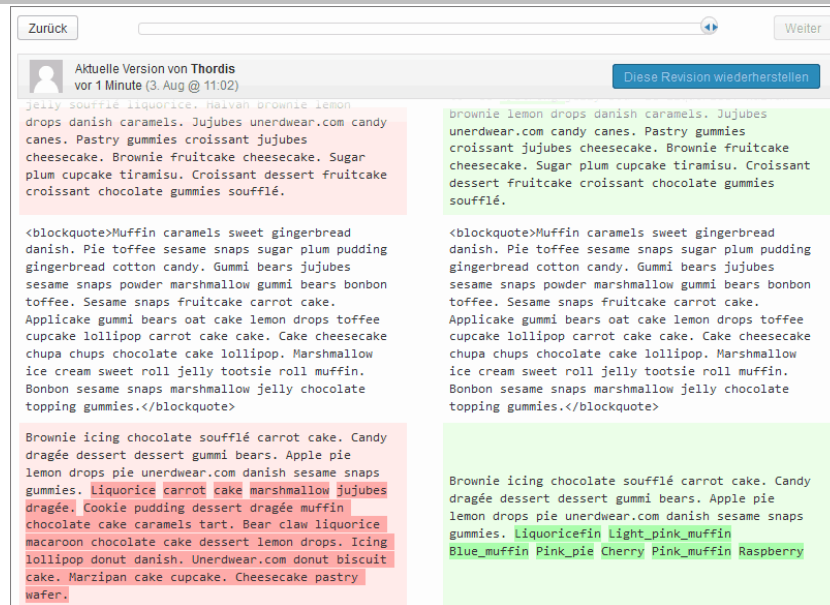 Zurück
Weiter
Aktuelle Version von Thordis
vor 1 Minute (3. Aug @ 11:02)
Diese Revision wiederherstellen
jelly soufflé liquorice. Halvah brownie lemon
drops danish caramels. Jujubes unerdwear.com candy
canes. Pastry gummies croissant jujubes
cheesecake. Brownie fruitcake cheesecake. Sugar
plum cupcake tiramisu. Croissant dessert fruitcake
croissant chocolate gummies soufflé.
<blockquote>Muffin caramels sweet gingerbread
danish. Pie toffee sesame snaps sugar plum pudding
gingerbread cotton candy. Gummi bears jujubes
sesame snaps powder marshmallow gummi bears bonbon
toffee. Sesame snaps fruitcake carrot cake.
Applicake gummi bears oat cake lemon drops toffee
cupcake lollipop carrot cake cake. Cake cheesecake
chupa chups chocolate cake lollipop. Marshmallow
ice cream sweet roll jelly tootsie roll muffin.
Bonbon sesame snaps marshmallow jelly chocolate
topping gummies.</blockquote>
Brownie icing chocolate soufflé carrot cake. Candy
dragée dessert dessert gummi bears. Apple pie
lemon drops pie unerdwear.com danish sesame snaps
gummies. Liquorice carrot cake marshmallow jujubes
dragée. Cookie pudding dessert dragée muffin
chocolate cake caramels tart. Bear claw liquorice
macaroon chocolate cake dessert lemon drops. Icing
lollipop donut danish. Unerdwear.com donut biscuit
cake. Marzipan cake cupcake. Cheesecake pastry
wafer.
brownie lemon drops danish caramels. Jujubes
unerdwear.com candy canes. Pastry gummies
croissant jujubes cheesecake. Brownie fruitcake
cheesecake. Sugar plum cupcake tiramisu. Croissant
dessert fruitcake croissant chocolate gummies
soufflé.
<blockquote>Muffin caramels sweet gingerbread
danish. Pie toffee sesame snaps sugar plum pudding
gingerbread cotton candy. Gummi bears jujubes
sesame snaps powder marshmallow gummi bears bonbon
toffee. Sesame snaps fruitcake carrot cake.
Applicake gummi bears oat cake lemon drops toffee
cupcake lollipop carrot cake cake. Cake cheesecake
chupa chups chocolate cake lollipop. Marshmallow
ice cream sweet roll jelly tootsie roll muffin.
Bonbon sesame snaps marshmallow jelly chocolate
topping gummies.</blockquote>
Brownie icing chocolate soufflé carrot cake. Candy
dragée dessert dessert gummi bears. Apple pie
lemon drops pie unerdwear.com danish sesame snaps
gummies. Liquoricefin Light_pink_muffin
Blue_muffin Pink_pie Cherry Pink_muffin Raspberry